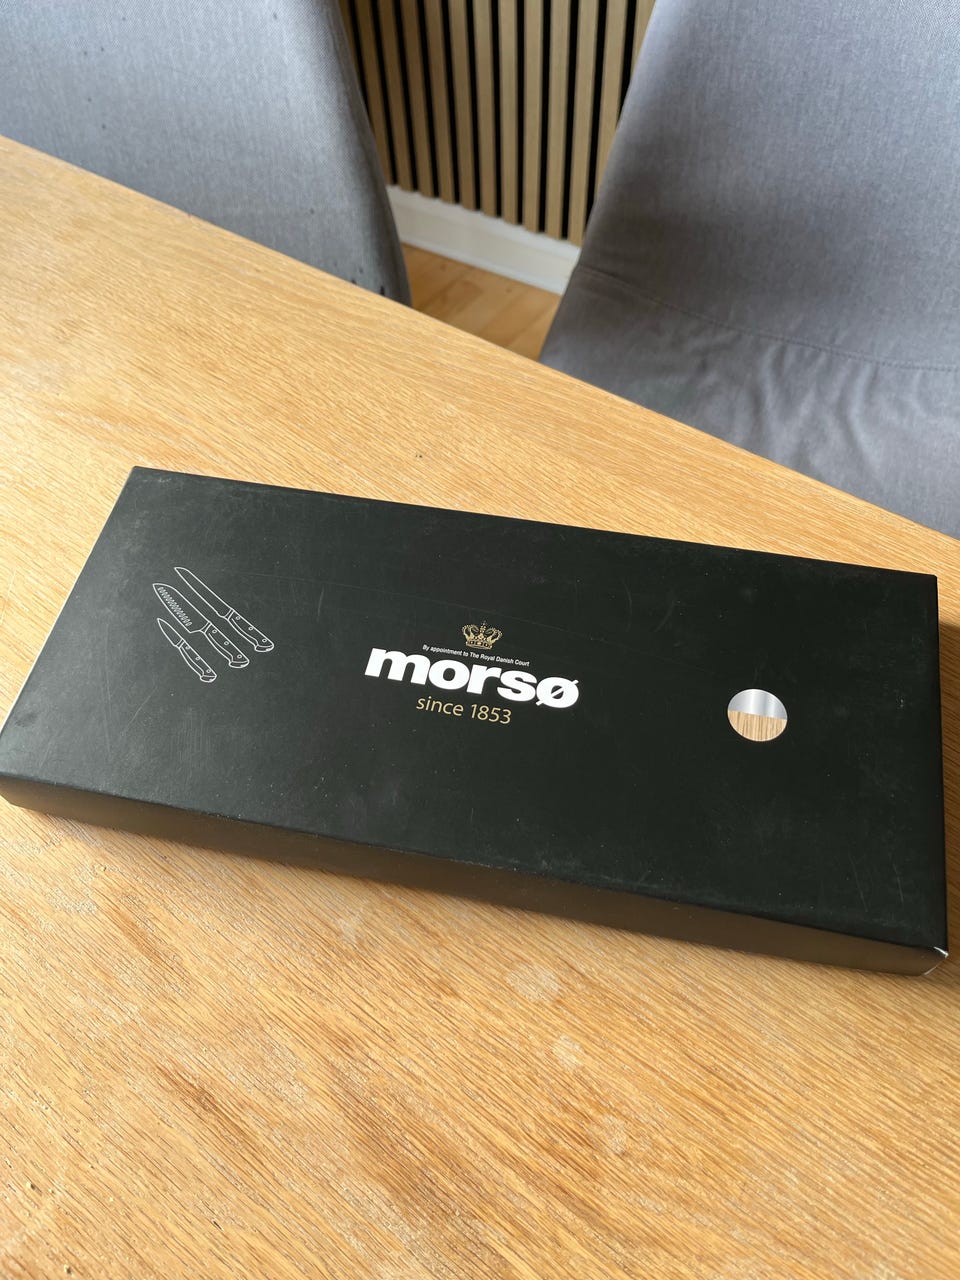 By appointment to The Royal Danish Court
morsø
since 1853